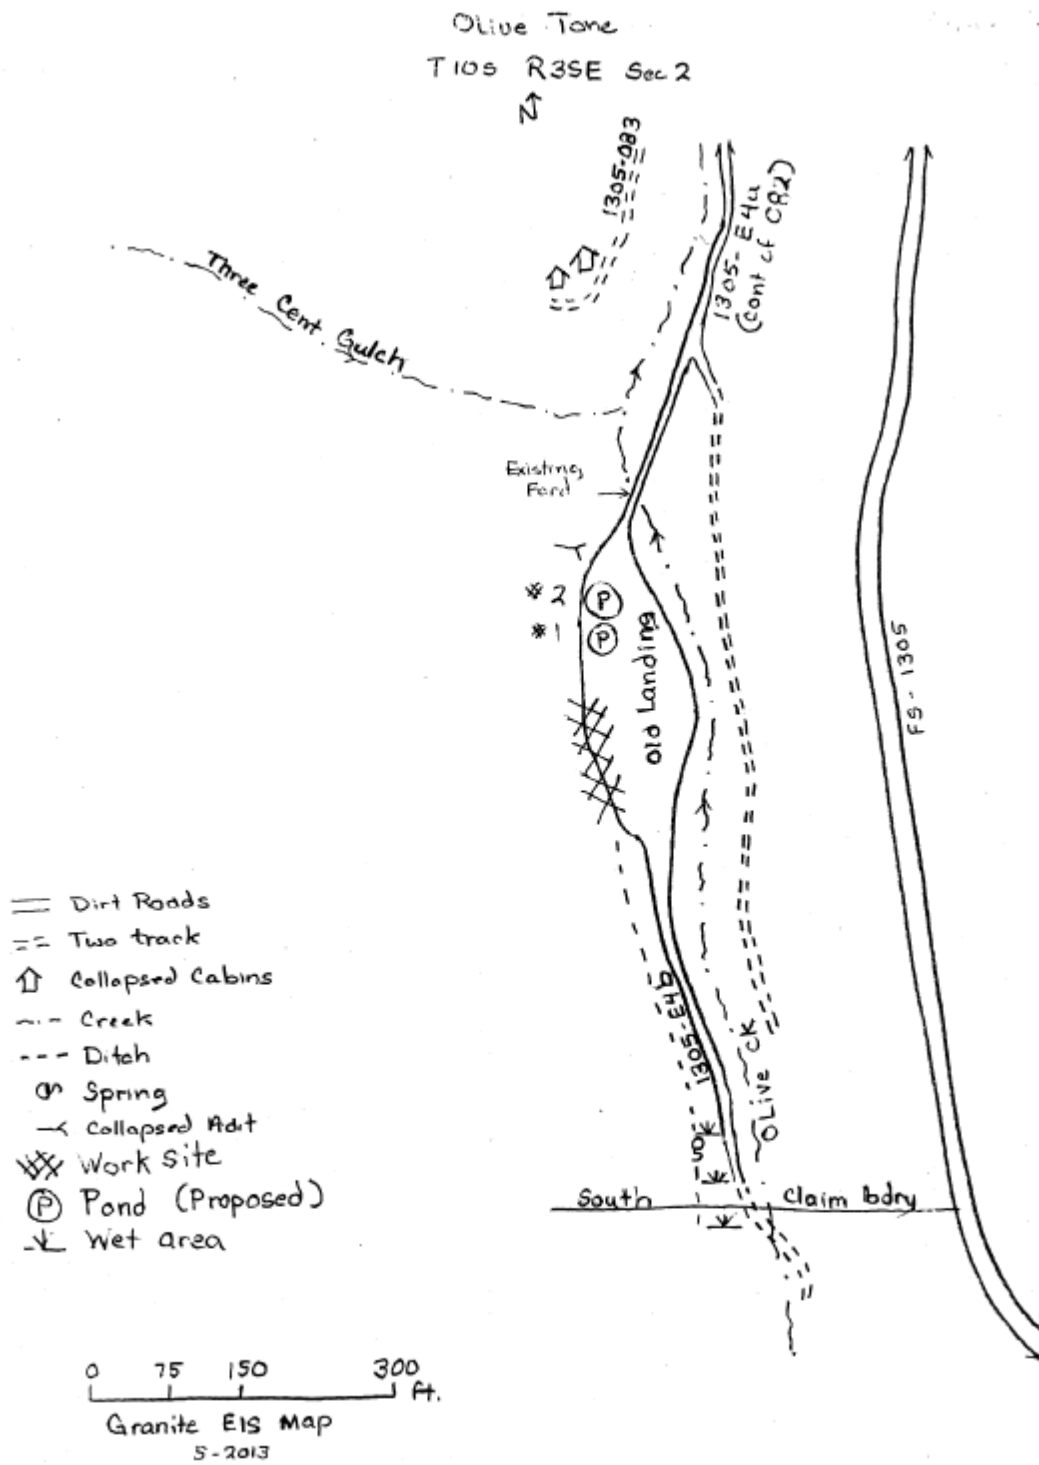 Olive Tone
T10S R35E Sec 2
N
1305-083
1305-E4a
(cont of CR2)
Three Cent Gulch
Existing
Ford
#2 P
#1 P
Old Landing
FS-1305
1305-E4b
Olive CK
South Claim bdry
Dirt Roads
Two track
Collapsed Cabins
Creek
Ditch
Spring
Collapsed Adit
Work Site
P Pond (Proposed)
Wet area
0 75 150 300
ft.
Granite EIS Map
5-2013